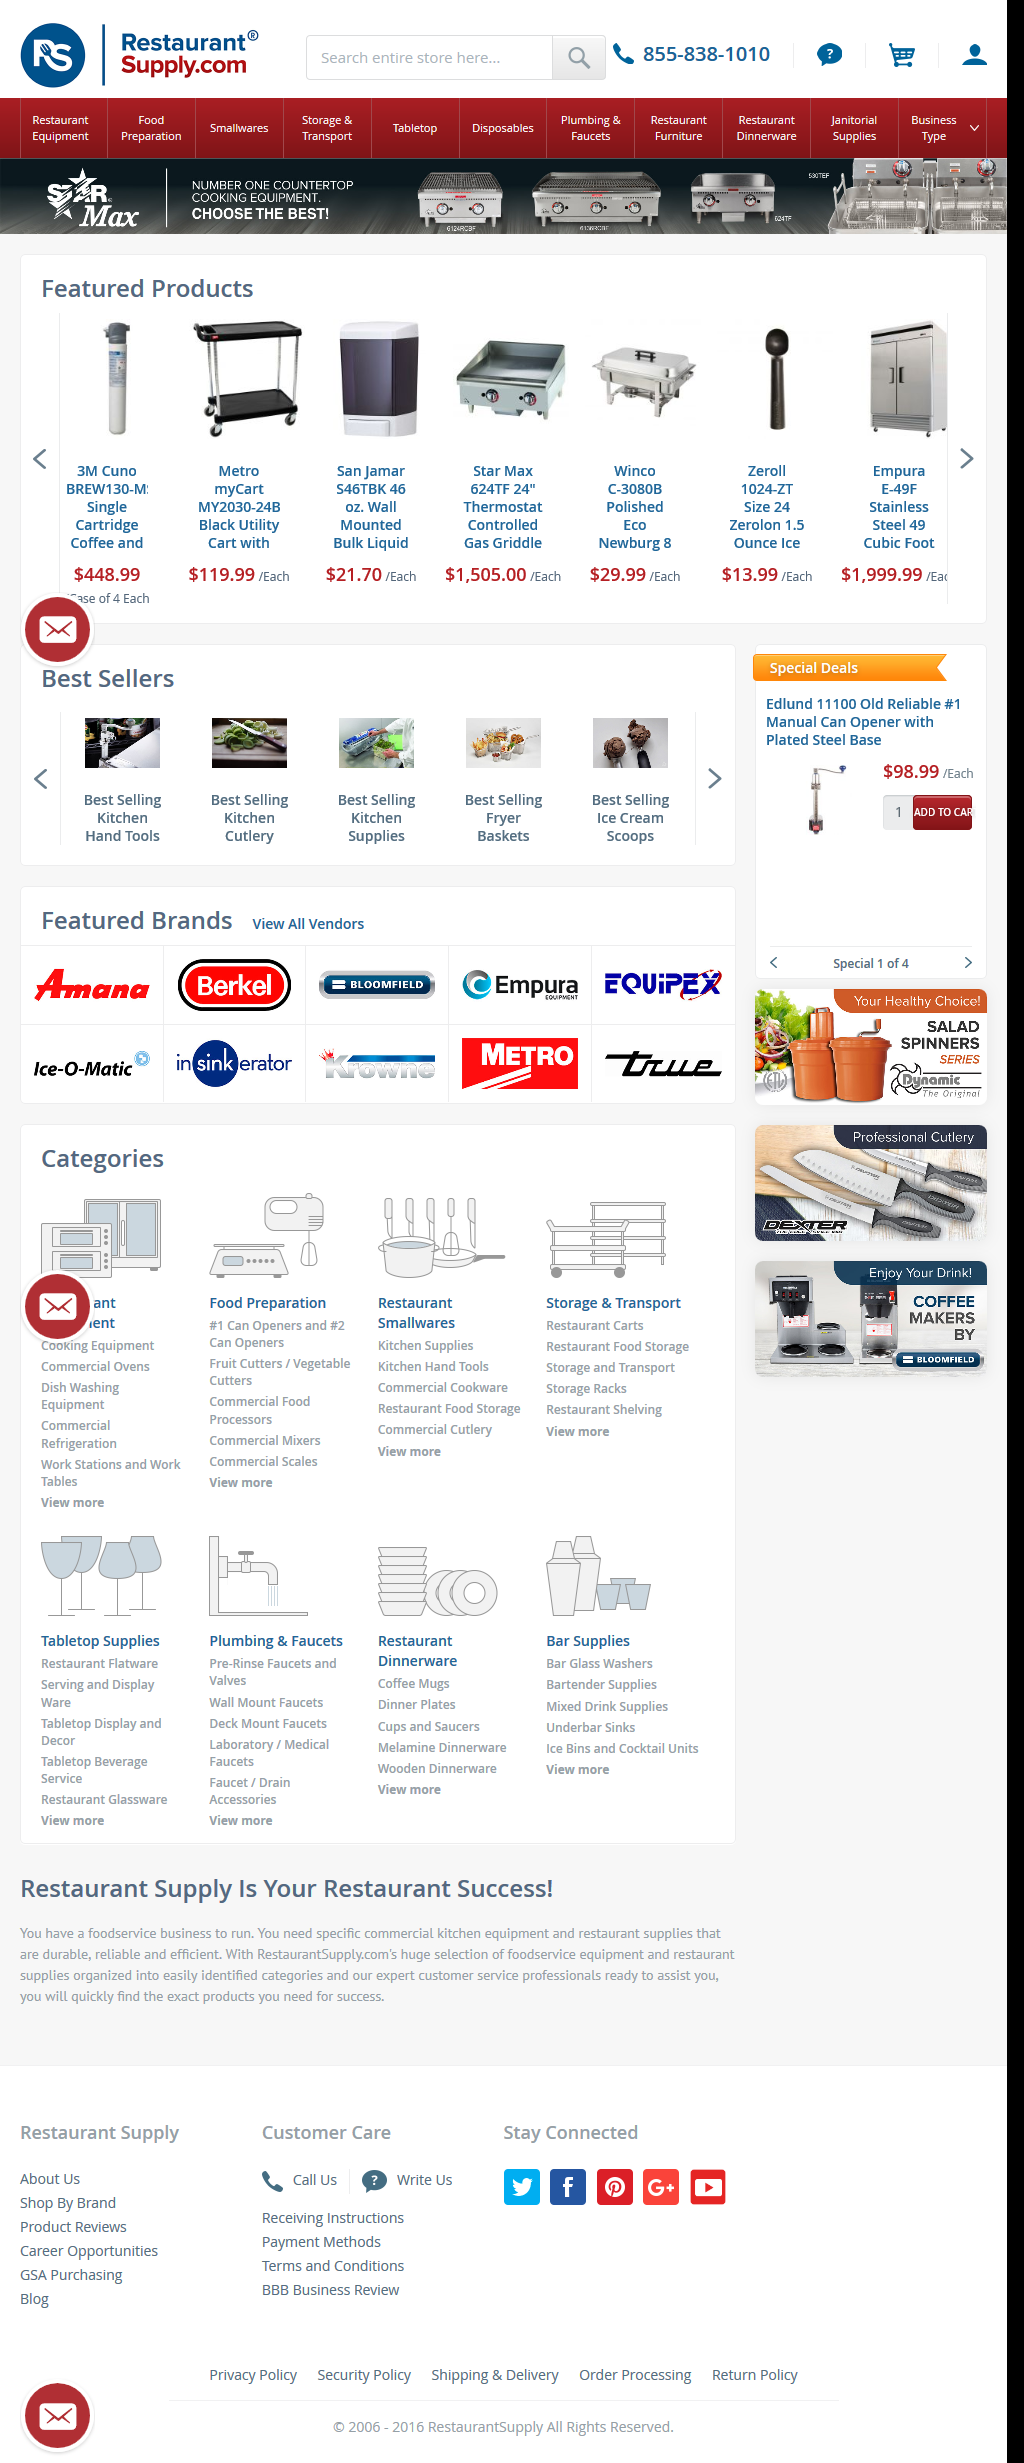 RS Restaurant® Supply.com
Search entire store here...
855-838-1010
Restaurant Equipment
Food Preparation
Smallwares
Storage & Transport
Tabletop
Disposables
Plumbing & Faucets
Restaurant Furniture
Restaurant Dinnerware
Janitorial Supplies
Business Type
STAR Max
NUMBER ONE COUNTERTOP
COOKING EQUIPMENT.
CHOOSE THE BEST!
6124RCBF
6136RCBF
624TF
530TEF
Featured Products
3M Cuno
BREW130-MS
Single
Cartridge
Coffee and
$448.99
/Case of 4 Each
Metro
myCart
MY2030-24B
Black Utility
Cart with
$119.99 /Each
San Jamar
S46TBK 46
oz. Wall
Mounted
Bulk Liquid
$21.70 /Each
Star Max
624TF 24"
Thermostat
Controlled
Gas Griddle
$1,505.00 /Each
Winco
C-3080B
Polished
Eco
Newburg 8
$29.99 /Each
Zeroll
1024-ZT
Size 24
Zerolon 1.5
Ounce Ice
$13.99 /Each
Empura
E-49F
Stainless
Steel 49
Cubic Foot
$1,999.99 /Eac
Best Sellers
Best Selling
Kitchen
Hand Tools
Best Selling
Kitchen
Cutlery
Best Selling
Kitchen
Supplies
Best Selling
Fryer
Baskets
Best Selling
Ice Cream
Scoops
Special Deals
Edlund 11100 Old Reliable #1
Manual Can Opener with
Plated Steel Base
$98.99 /Each
1 ADD TO CAR
Special 1 of 4
Featured Brands View All Vendors
Amana
Berkel
BLOOMFIELD
Empura
EQUIPMENT
EQUIPEX
Ice-O-Matic
insinkerator
Krowne
METRO
true
Your Healthy Choice!
SALAD
SPINNERS
SERIES
Dynamic
The Original
Professional Cutlery
DEXTER
Enjoy Your Drink!
COFFEE
MAKERS
BY
BLOOMFIELD
Categories
ant
ent
Cooking Equipment
Commercial Ovens
Dish Washing
Equipment
Commercial
Refrigeration
Work Stations and Work
Tables
View more
Food Preparation
#1 Can Openers and #2
Can Openers
Fruit Cutters / Vegetable
Cutters
Commercial Food
Processors
Commercial Mixers
Commercial Scales
View more
Restaurant
Smallwares
Kitchen Supplies
Kitchen Hand Tools
Commercial Cookware
Restaurant Food Storage
Commercial Cutlery
View more
Storage & Transport
Restaurant Carts
Restaurant Food Storage
Storage and Transport
Storage Racks
Restaurant Shelving
View more
Tabletop Supplies
Restaurant Flatware
Serving and Display
Ware
Tabletop Display and
Decor
Tabletop Beverage
Service
Restaurant Glassware
View more
Plumbing & Faucets
Pre-Rinse Faucets and
Valves
Wall Mount Faucets
Deck Mount Faucets
Laboratory / Medical
Faucets
Faucet / Drain
Accessories
View more
Restaurant
Dinnerware
Coffee Mugs
Dinner Plates
Cups and Saucers
Melamine Dinnerware
Wooden Dinnerware
View more
Bar Supplies
Bar Glass Washers
Bartender Supplies
Mixed Drink Supplies
Underbar Sinks
Ice Bins and Cocktail Units
View more
Restaurant Supply Is Your Restaurant Success!
You have a foodservice business to run. You need specific commercial kitchen equipment and restaurant supplies that
are durable, reliable and efficient. With RestaurantSupply.com's huge selection of foodservice equipment and restaurant
supplies organized into easily identified categories and our expert customer service professionals ready to assist you,
you will quickly find the exact products you need for success.
Restaurant Supply
About Us
Shop By Brand
Product Reviews
Career Opportunities
GSA Purchasing
Blog
Customer Care
Call Us
Write Us
Receiving Instructions
Payment Methods
Terms and Conditions
BBB Business Review
Stay Connected
Privacy Policy Security Policy Shipping & Delivery Order Processing Return Policy
© 2006 - 2016 RestaurantSupply All Rights Reserved.